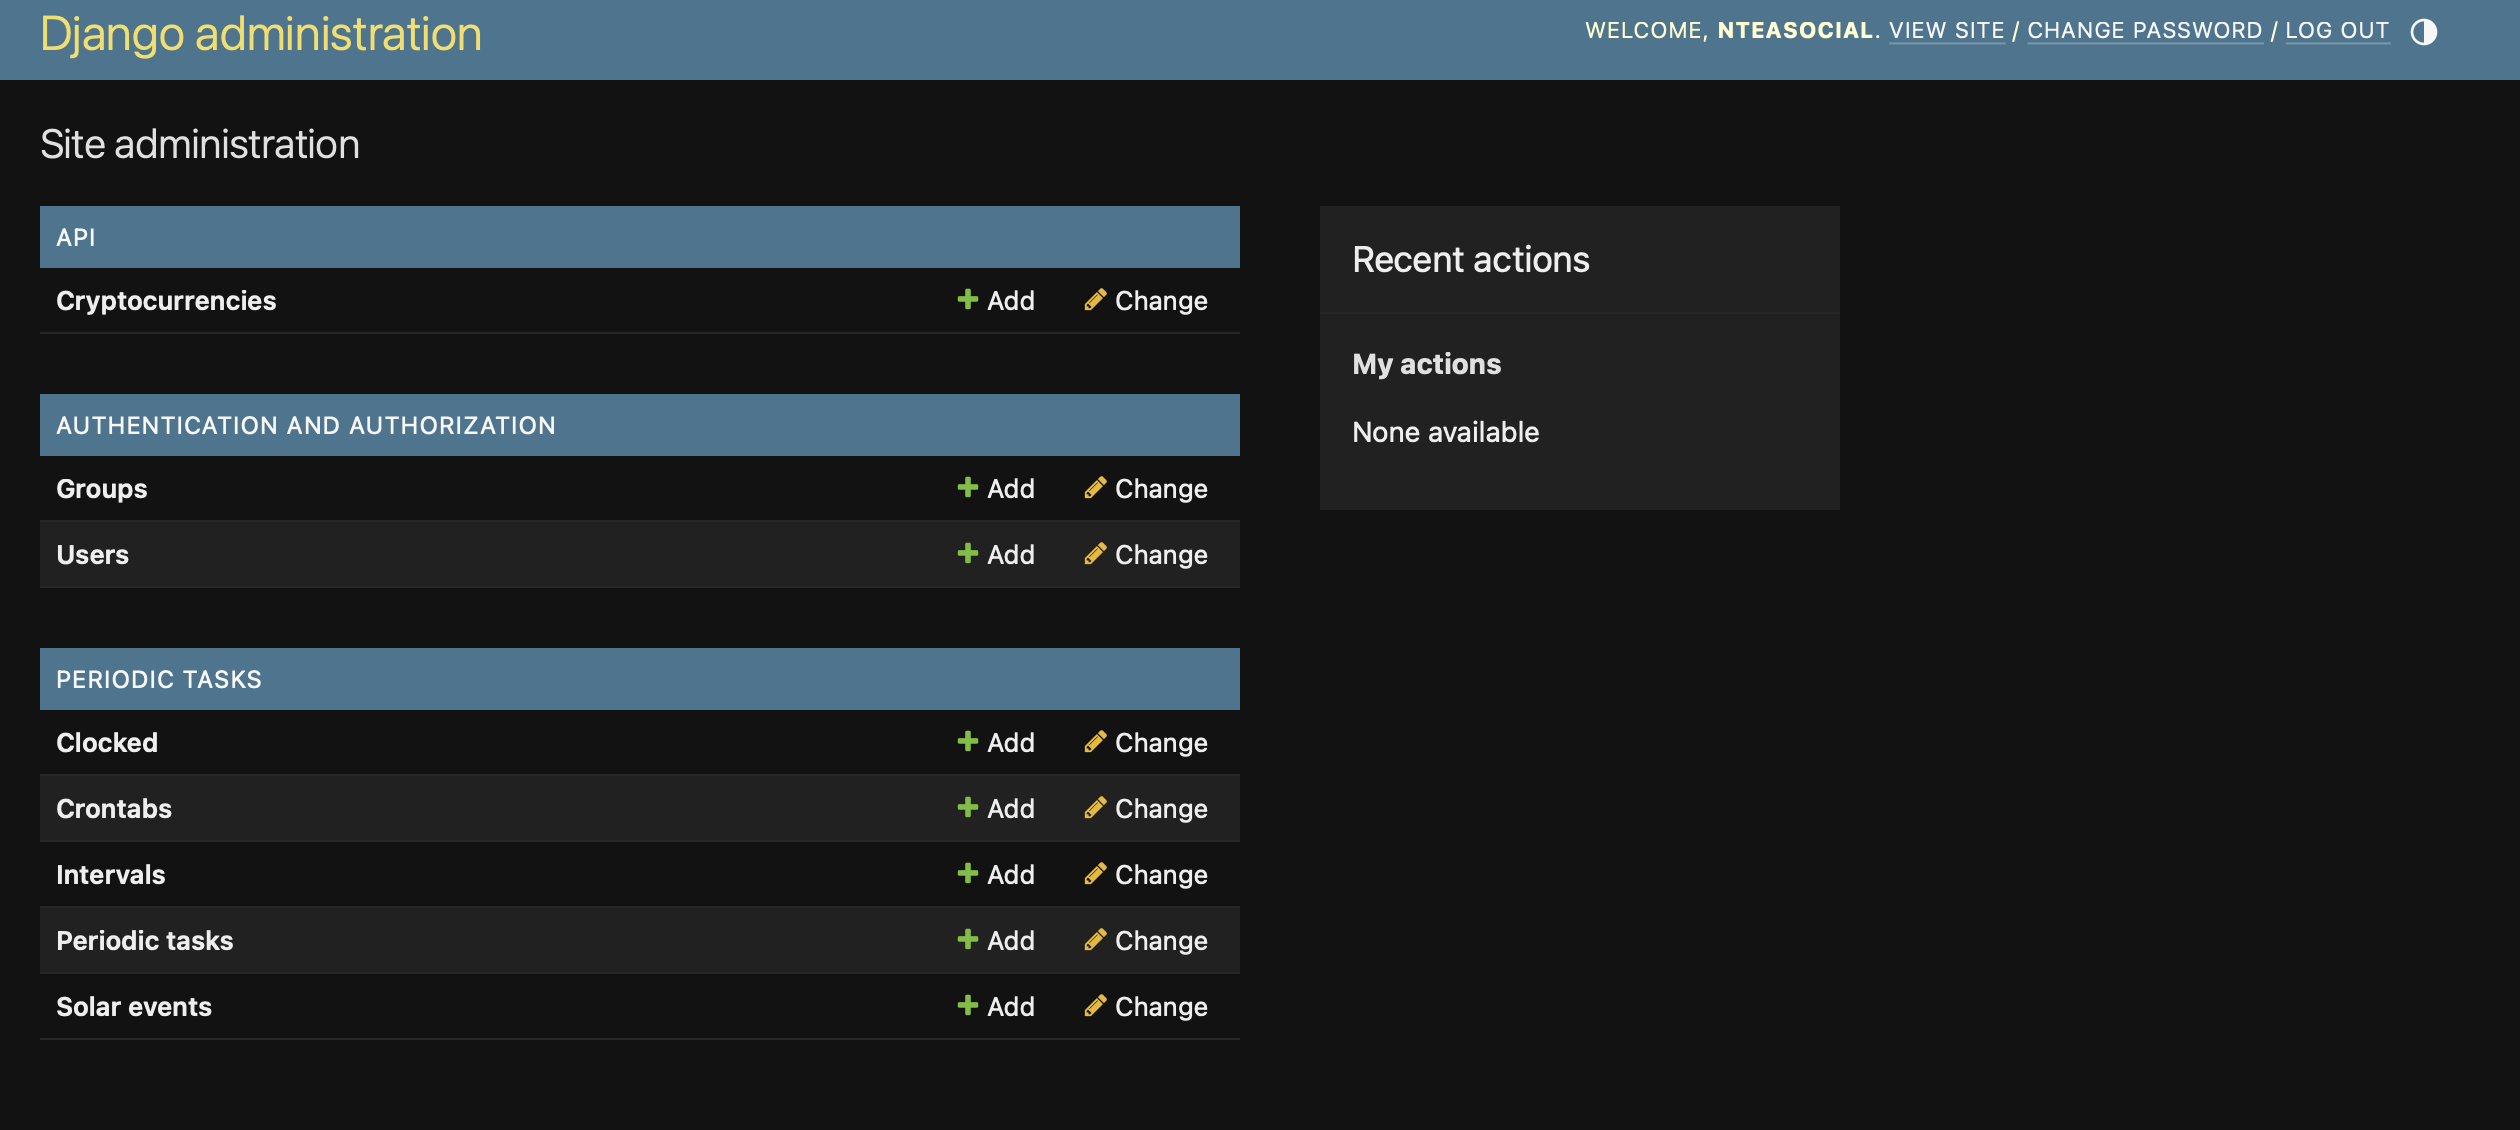 Django administration
WELCOME, NTEASOCIAL. VIEW SITE / CHANGE PASSWORD / LOG OUT
Site administration
API
Cryptocurrencies Add Change
AUTHENTICATION AND AUTHORIZATION
Groups Add Change
Users Add Change
PERIODIC TASKS
Clocked Add Change
Crontabs Add Change
Intervals Add Change
Periodic tasks Add Change
Solar events Add Change
Recent actions
My actions
None available